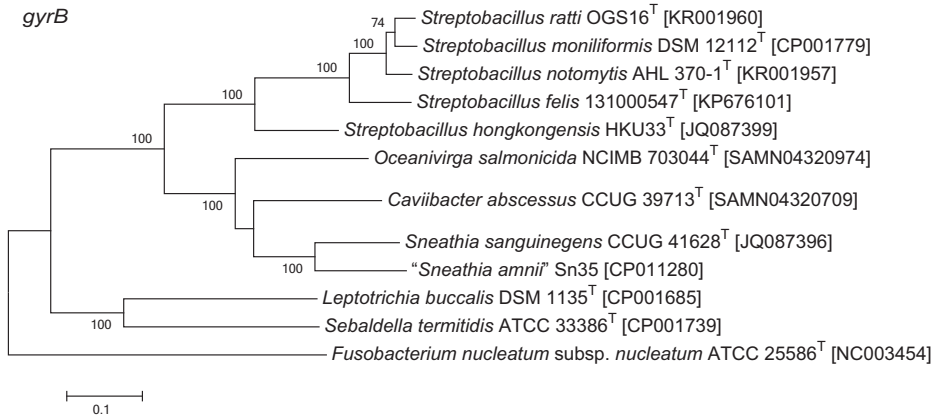 gyrB
74
Streptobacillus ratti OGS16T [KR001960]
100
Streptobacillus moniliformis DSM 12112T [CP001779]
100
Streptobacillus notomytis AHL 370-1T [KR001957]
100
Streptobacillus felis 131000547T [KP676101]
100
Streptobacillus hongkongensis HKU33T [JQ087399]
Oceanivirga salmonicida NCIMB 703044T [SAMN04320974]
100
Caviibacter abscessus CCUG 39713T [SAMN04320709]
Sneathia sanguinegens CCUG 41628T [JQ087396]
100
“Sneathia amnii” Sn35 [CP011280]
Leptotrichia buccalis DSM 1135T [CP001685]
100
Sebaldella termitidis ATCC 33386T [CP001739]
Fusobacterium nucleatum subsp. nucleatum ATCC 25586T [NC003454]
0.1